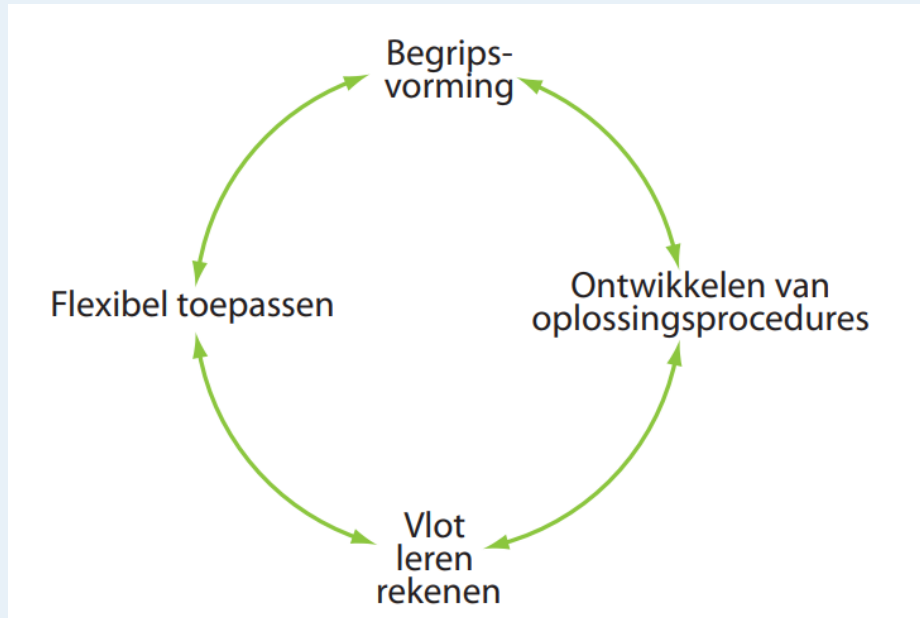 Begrips-
vorming
Flexibel toepassen
Ontwikkelen van
oplossingsprocedures
Vlot
leren
rekenen